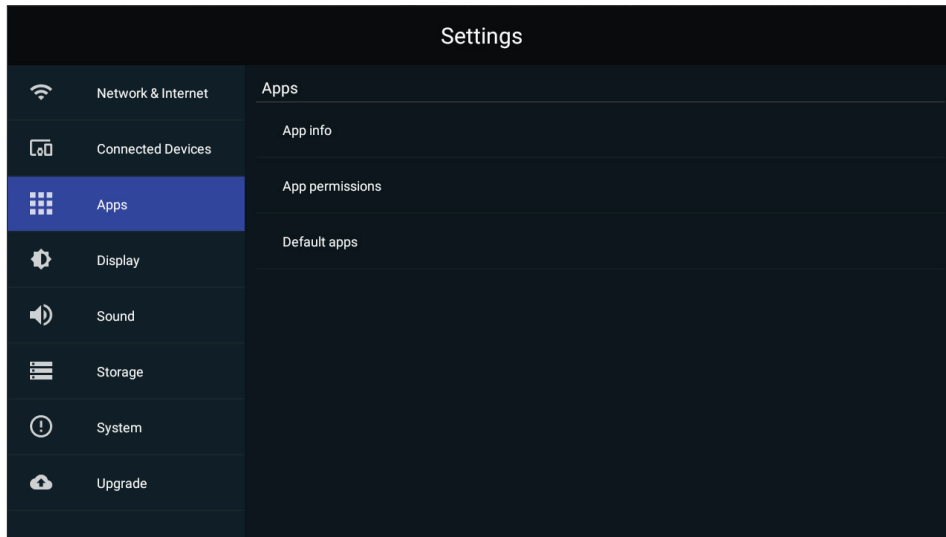 Settings
Network & Internet
Connected Devices
Apps
Display
Sound
Storage
System
Upgrade
Apps
App info
App permissions
Default apps